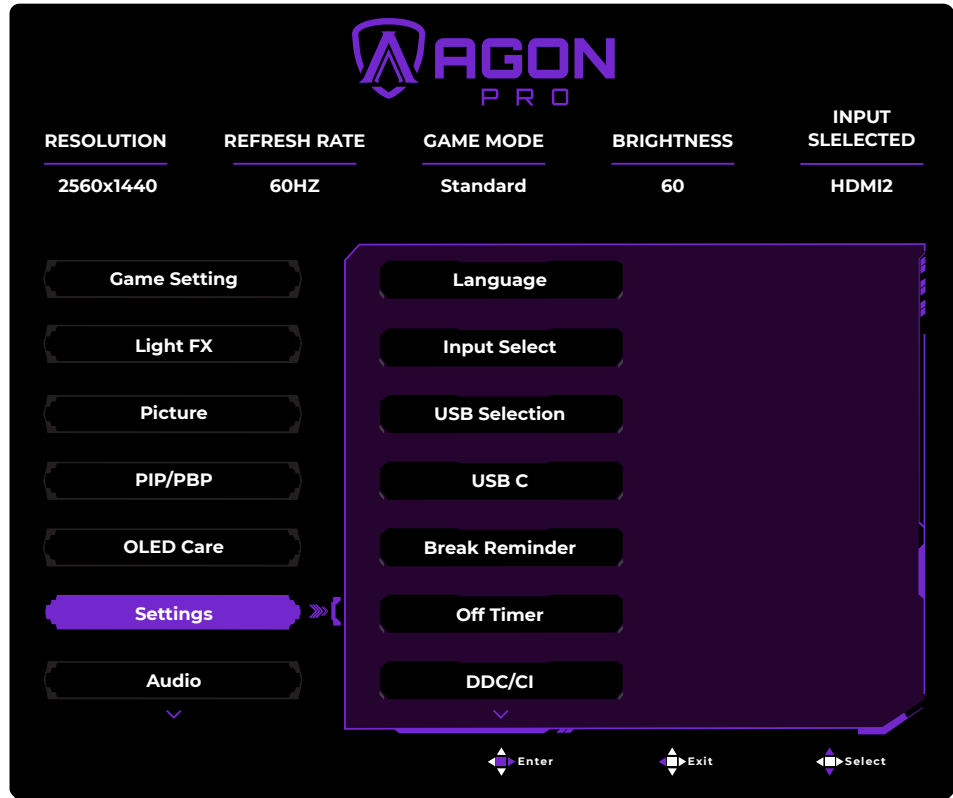 AGON
PRO
RESOLUTION
REFRESH RATE
GAME MODE
BRIGHTNESS
INPUT
SLELECTED
2560x1440
60HZ
Standard
60
HDMI2
Game Setting
Light FX
Picture
PIP/PBP
OLED Care
Settings
Audio
Language
Input Select
USB Selection
USB C
Break Reminder
Off Timer
DDC/CI
Enter
Exit
Select